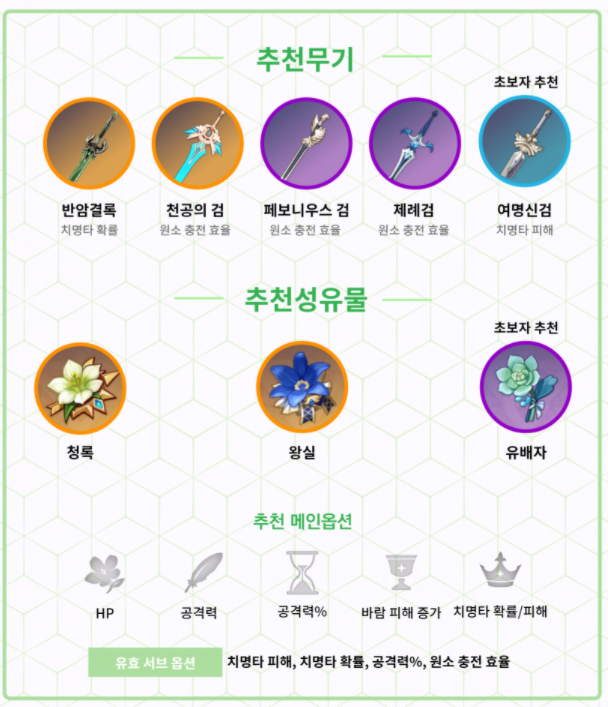 추천무기
초보자 추천
반암결록
천공의 검
페보니우스 검
제례검
여명신검
치명타 확률
원소 충전 효율
원소 충전 효율
원소 충전 효율
치명타 피해
추천성유물
초보자 추천
청록
왕실
유배자
추천 메인옵션
HP
공격력
공격력%
바람 피해 증가
치명타 확률/피해
유효 서브 옵션
치명타 피해, 치명타 확률, 공격력%, 원소 충전 효율